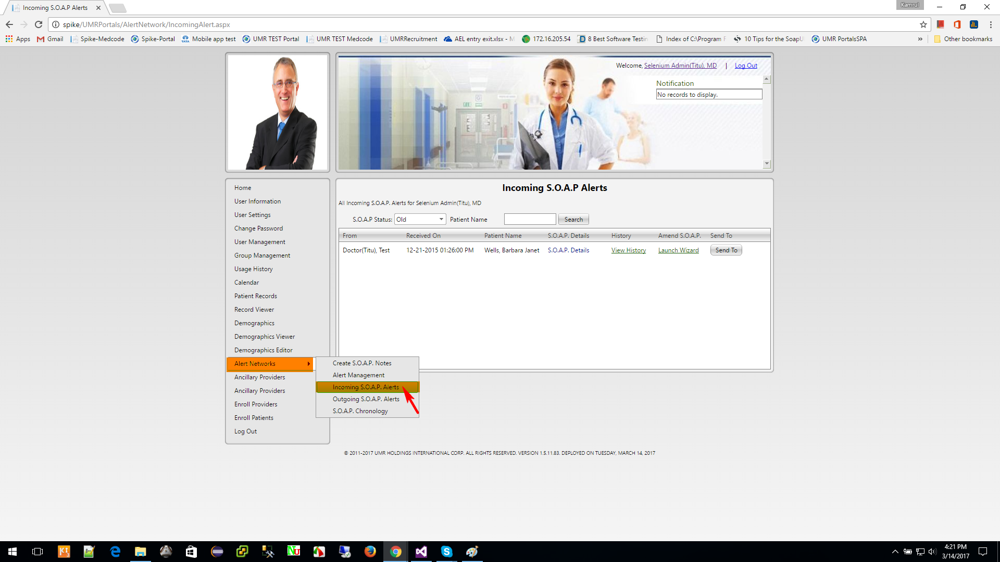 Incoming S.O.A.P Alerts
Kamrul
spike/UMRPortals/AlertNetwork/IncomingAlert.aspx
Apps Gmail Spike-Medcode Spike-Portal Mobile app test UMR TEST Portal UMR TEST Medcode UMRRecruitment AEL entry exit.xlsx - M 172.16.205.54 8 Best Software Testin Index of C:\Program F 10 Tips for the SoapU UMR PortalsSPA » Other bookmarks
Welcome, Selenium Admin(Titu), MD | Log Out
Notification
No records to display.
Home
User Information
User Settings
Change Password
User Management
Group Management
Usage History
Calendar
Patient Records
Record Viewer
Demographics
Demographics Viewer
Demographics Editor
Alert Networks
Ancillary Providers
Ancillary Providers
Enroll Providers
Enroll Patients
Log Out
Create S.O.A.P. Notes
Alert Management
Incoming S.O.A.P. Alerts
Outgoing S.O.A.P. Alerts
S.O.A.P. Chronology
Incoming S.O.A.P Alerts
All Incoming S.O.A.P. Alerts for Selenium Admin(Titu), MD
S.O.A.P Status: Old Patient Name Search
From Received On Patient Name S.O.A.P. Details History Amend S.O.A.P. Send To
Doctor(Titu), Test 12-21-2015 01:26:00 PM Wells, Barbara Janet S.O.A.P. Details View History Launch Wizard Send To
© 2011-2017 UMR HOLDINGS INTERNATIONAL CORP. ALL RIGHTS RESERVED. VERSION 1.5.11.83. DEPLOYED ON TUESDAY, MARCH 14, 2017
4:21 PM
3/14/2017